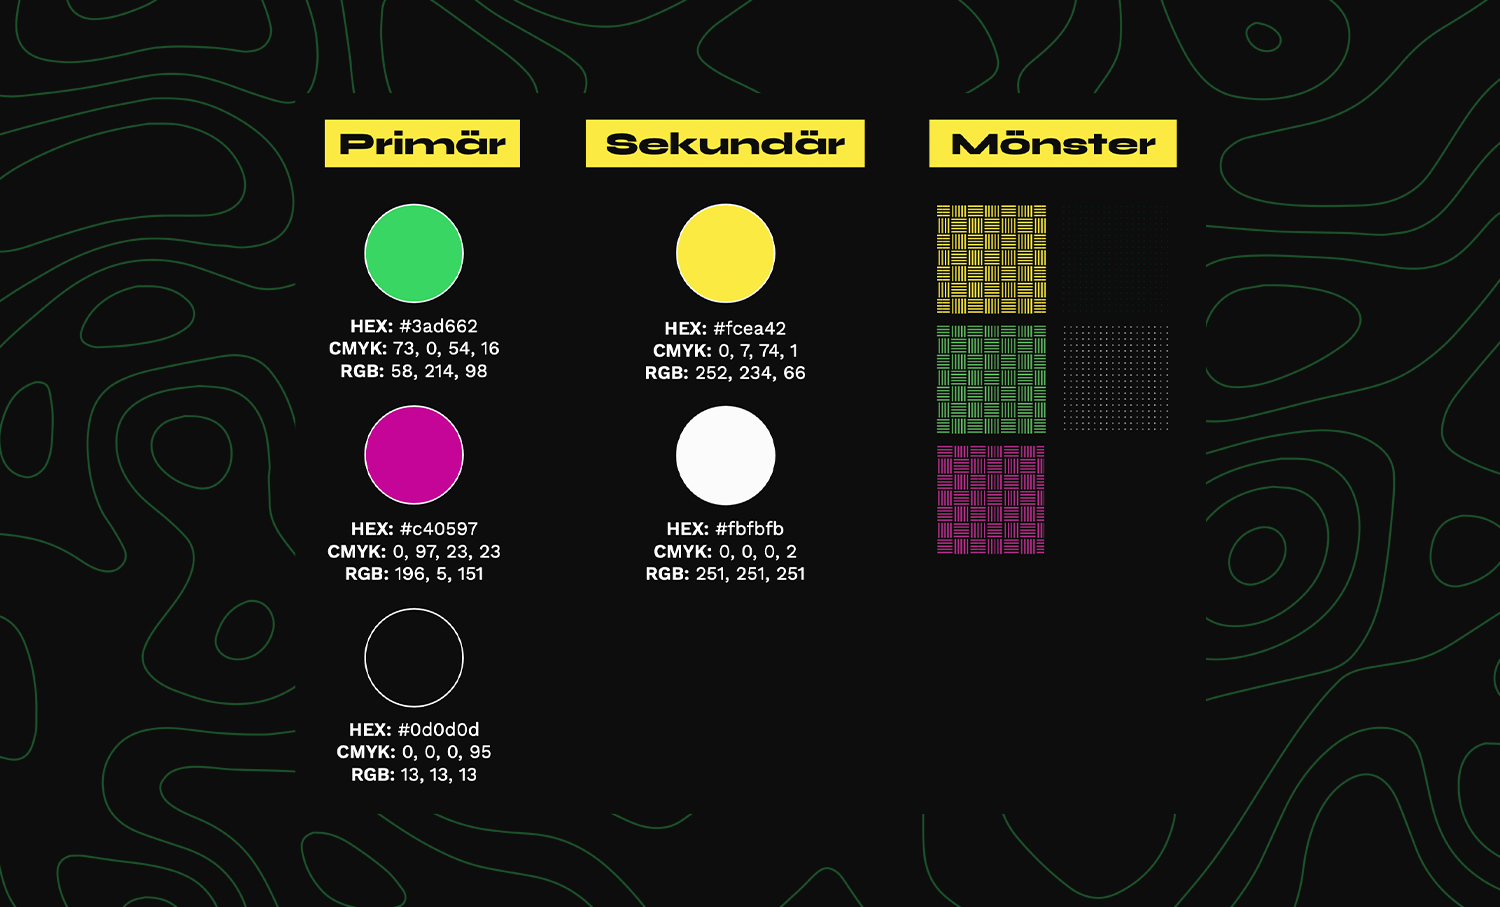 Primär
HEX: #3ad662
CMYK: 73, 0, 54, 16
RGB: 58, 214, 98
HEX: #c40597
CMYK: 0, 97, 23, 23
RGB: 196, 5, 151
HEX: #0d0d0d
CMYK: 0, 0, 0, 95
RGB: 13, 13, 13
Sekundär
HEX: #fcea42
CMYK: 0, 7, 74, 1
RGB: 252, 234, 66
HEX: #fbfbfb
CMYK: 0, 0, 0, 2
RGB: 251, 251, 251
Mönster